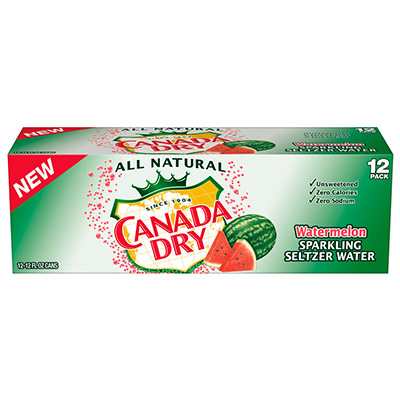 NEW
ALL NATURAL
SINCE 1904
CANADA
DRY
12
PACK
✓Unsweetened
✓Zero Calories
✓Zero Sodium
Watermelon
SPARKLING
SELTZER WATER
12-12 FL OZ CANS